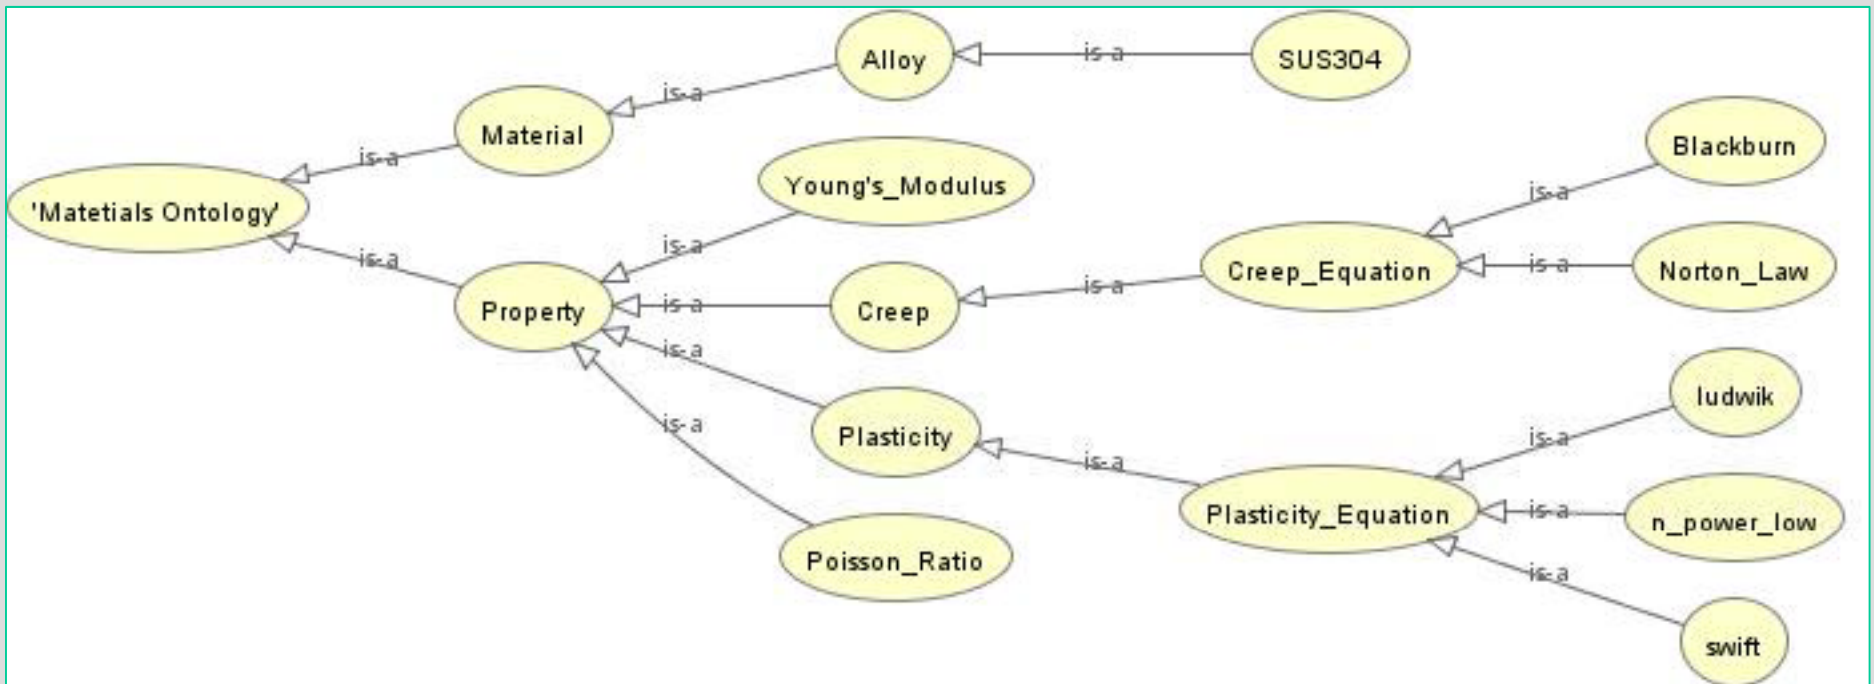 Alloy
is-a
SUS304
is-a
Material
is-a
'Matetials Ontology'
is-a
Property
Young's_Modulus
is-a
Creep
is-a
Plasticity
is-a
Poisson_Ratio
is-a
Creep_Equation
is-a
Blackburn
is-a
Norton_Law
is-a
Plasticity_Equation
is-a
ludwik
is-a
n_power_low
is-a
swift
is-a